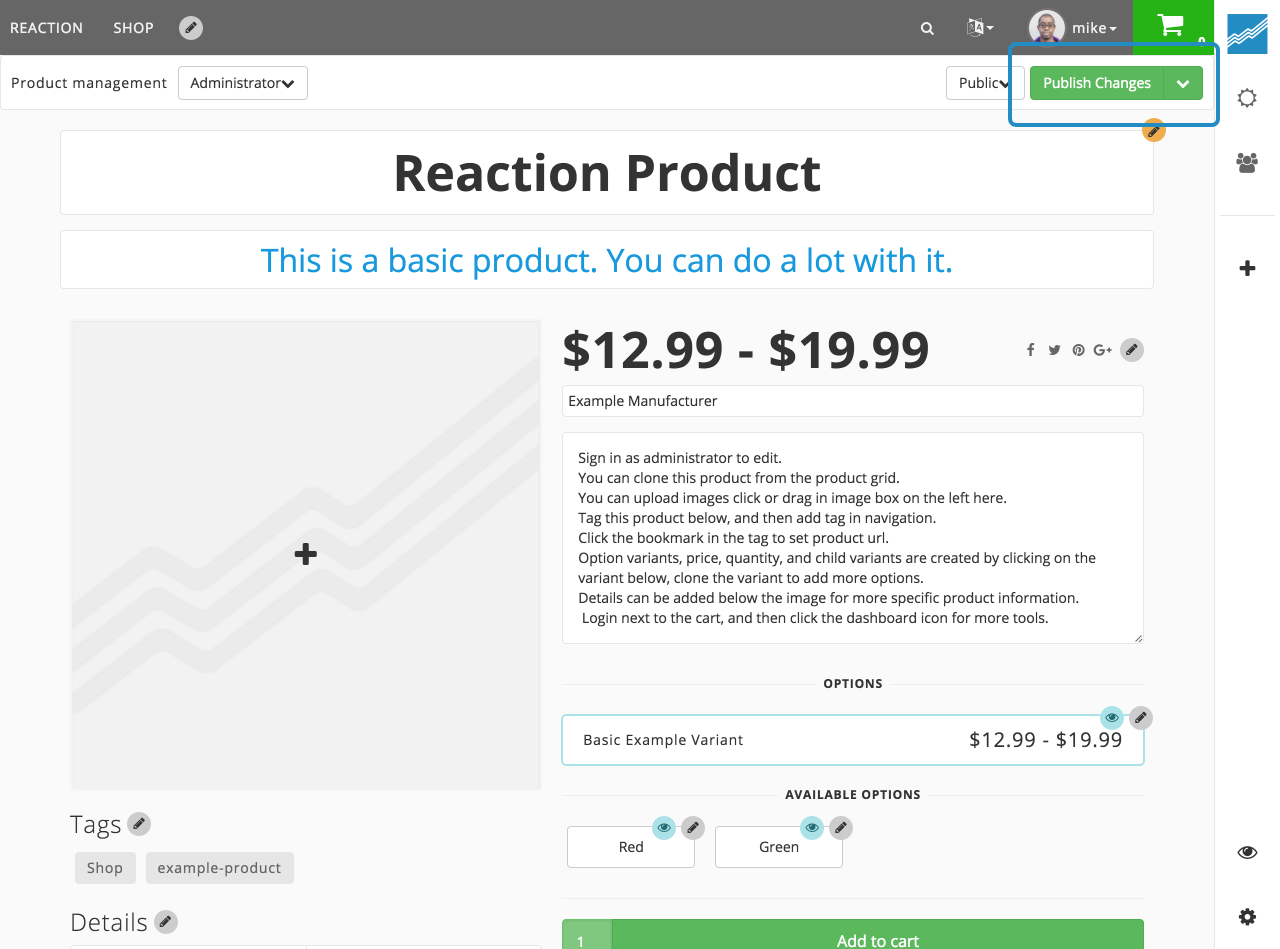 REACTION SHOP mike
0
Product management Administrator Public Publish Changes
Reaction Product
This is a basic product. You can do a lot with it.
$12.99 - $19.99
Example Manufacturer
Sign in as administrator to edit.
You can clone this product from the product grid.
You can upload images click or drag in image box on the left here.
Tag this product below, and then add tag in navigation.
Click the bookmark in the tag to set product url.
Option variants, price, quantity, and child variants are created by clicking on the
variant below, clone the variant to add more options.
Details can be added below the image for more specific product information.
Login next to the cart, and then click the dashboard icon for more tools.
OPTIONS
Basic Example Variant $12.99 - $19.99
AVAILABLE OPTIONS
Red Green
Tags
Shop example-product
Details
1 Add to cart